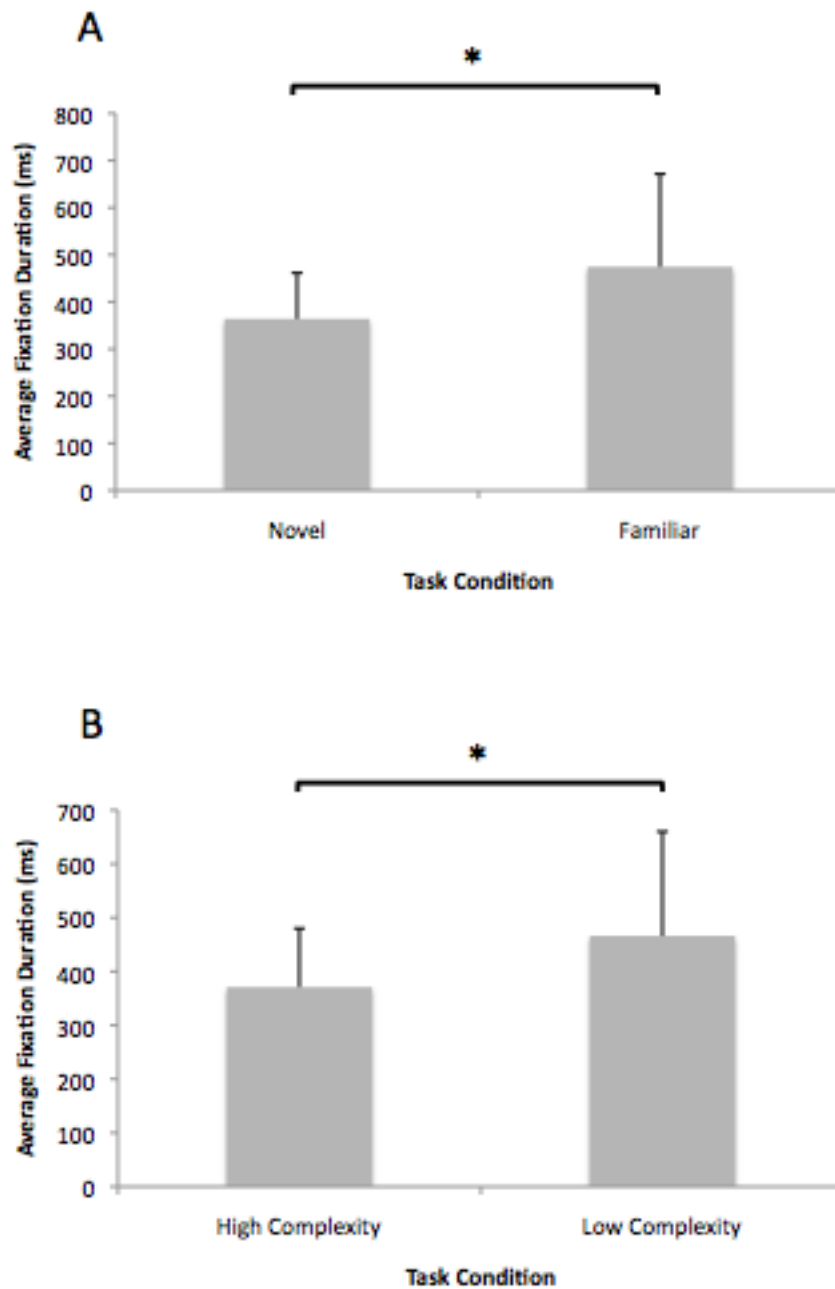 A
*
Average Fixation Duration (ms)
800
700
600
500
400
300
200
100
0
Novel Familiar
Task Condition
B
*
Average Fixation Duration (ms)
700
600
500
400
300
200
100
0
High Complexity Low Complexity
Task Condition